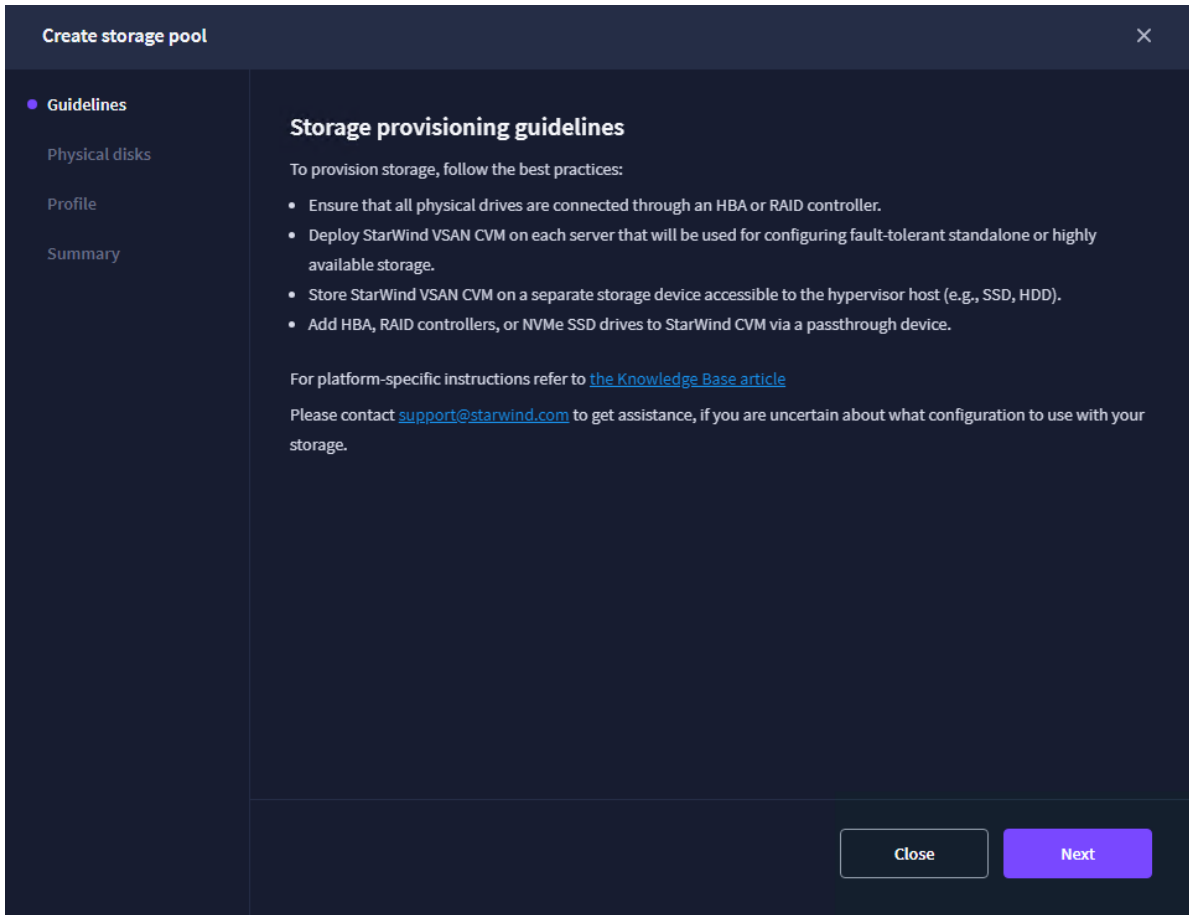 Create storage pool
Guidelines
Physical disks
Profile
Summary
Storage provisioning guidelines
To provision storage, follow the best practices:
Ensure that all physical drives are connected through an HBA or RAID controller.
Deploy StarWind VSAN CVM on each server that will be used for configuring fault-tolerant standalone or highly
available storage.
Store StarWind VSAN CVM on a separate storage device accessible to the hypervisor host (e.g., SSD, HDD).
Add HBA, RAID controllers, or NVMe SSD drives to StarWind CVM via a passthrough device.
For platform-specific instructions refer to the Knowledge Base article
Please contact support@starwind.com to get assistance, if you are uncertain about what configuration to use with your
storage.
Close
Next